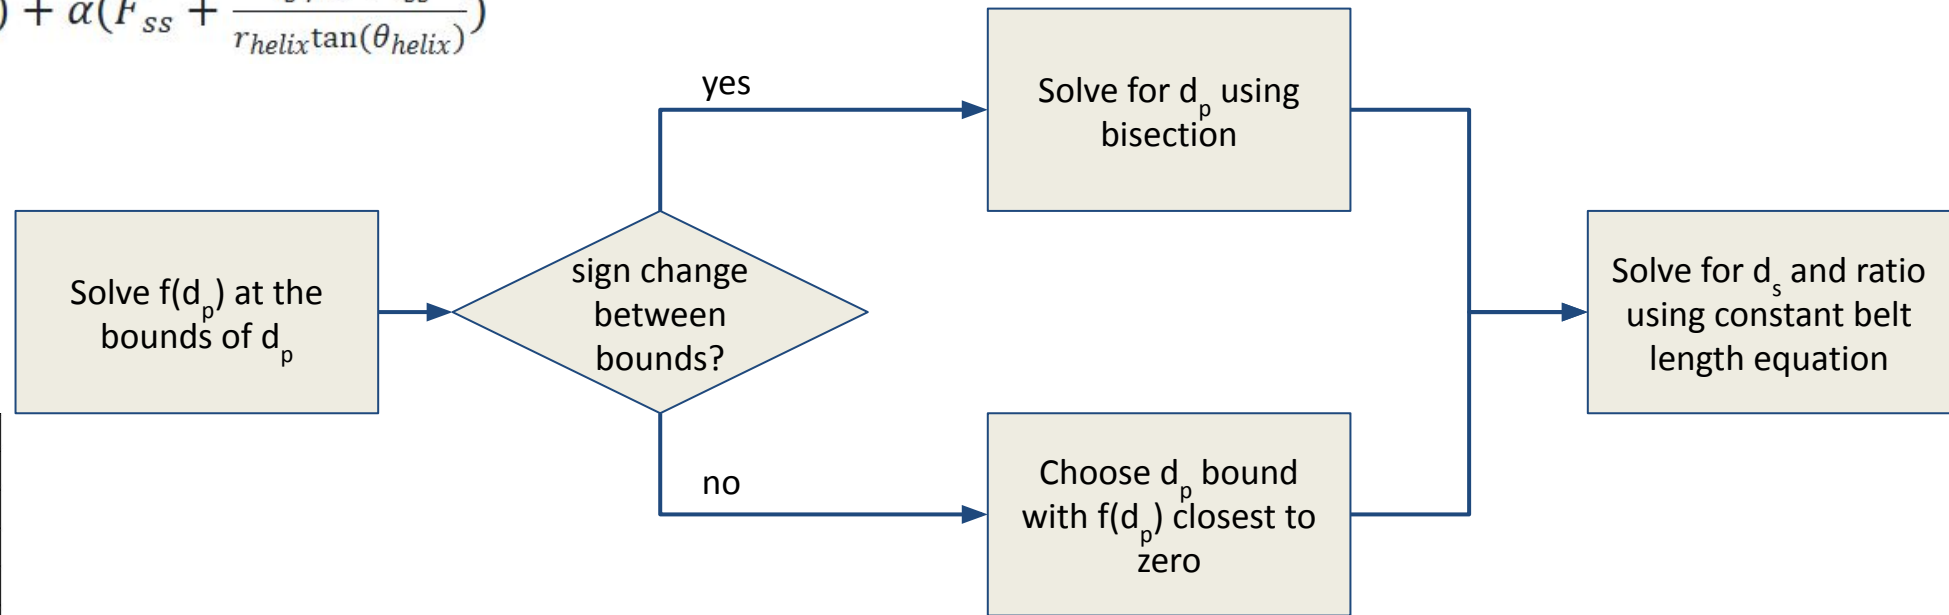 ) + α(F_ss + 
r_helix tan(θ_helix))
yes
Solve for d_p using
bisection
Solve f(d_p) at the
bounds of d_p
sign change
between
bounds?
Solve for d_s and ratio
using constant belt
length equation
no
Choose d_p bound
with f(d_p) closest to
zero